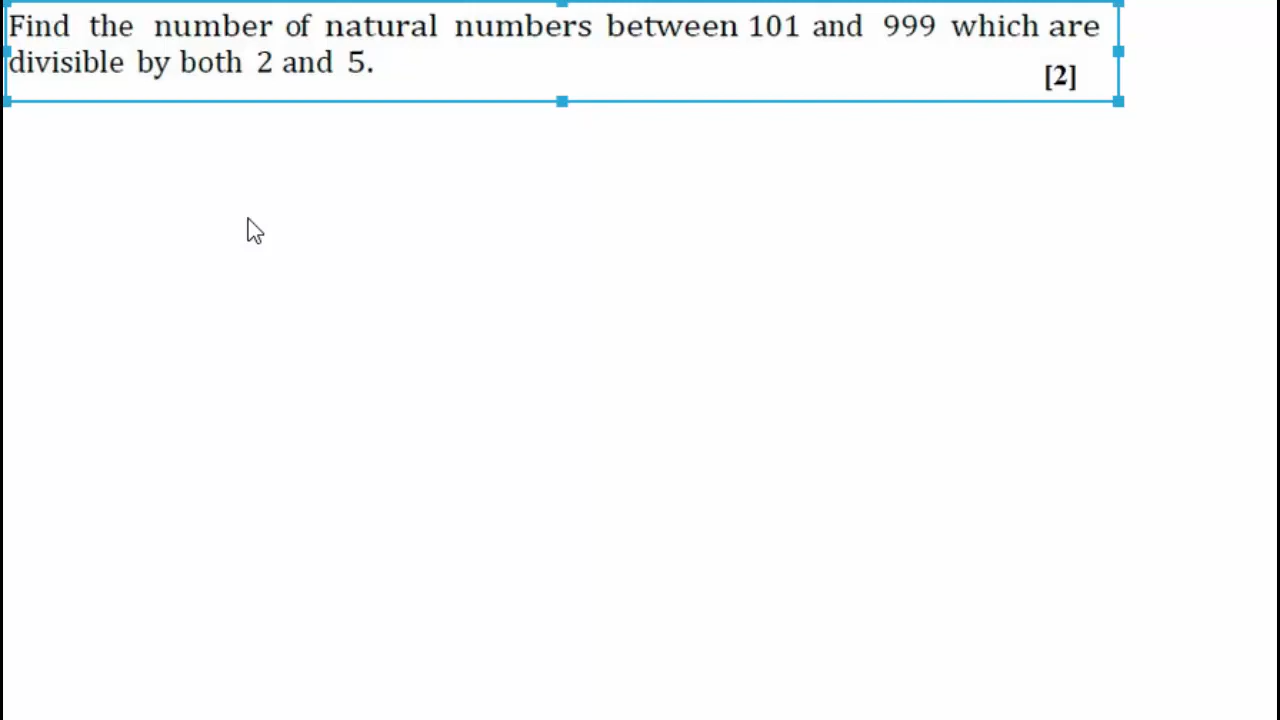 Find the number of natural numbers between 101 and 999 which are
divisible by both 2 and 5.
[2]